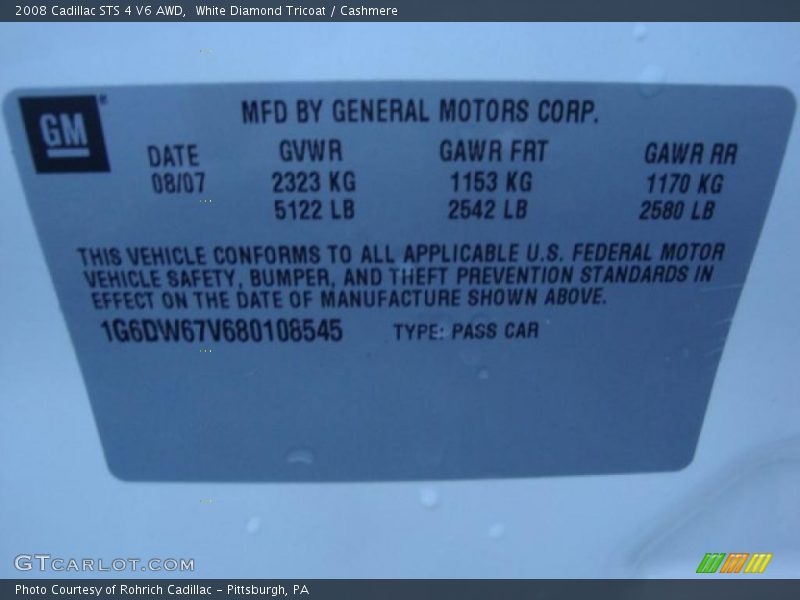 2008 Cadillac STS 4 V6 AWD,  White Diamond Tricoat / Cashmere
GM
MFD BY GENERAL MOTORS CORP.
DATE GVWR GAWR FRT GAWR RR
08/07 2323 KG 1153 KG 1170 KG
5122 LB 2542 LB 2580 LB
THIS VEHICLE CONFORMS TO ALL APPLICABLE U.S. FEDERAL MOTOR
VEHICLE SAFETY, BUMPER, AND THEFT PREVENTION STANDARDS IN
EFFECT ON THE DATE OF MANUFACTURE SHOWN ABOVE.
1G6DW67V680108545 TYPE: PASS CAR
GTCARLOT.COM
Photo Courtesy of Rohrich Cadillac - Pittsburgh, PA